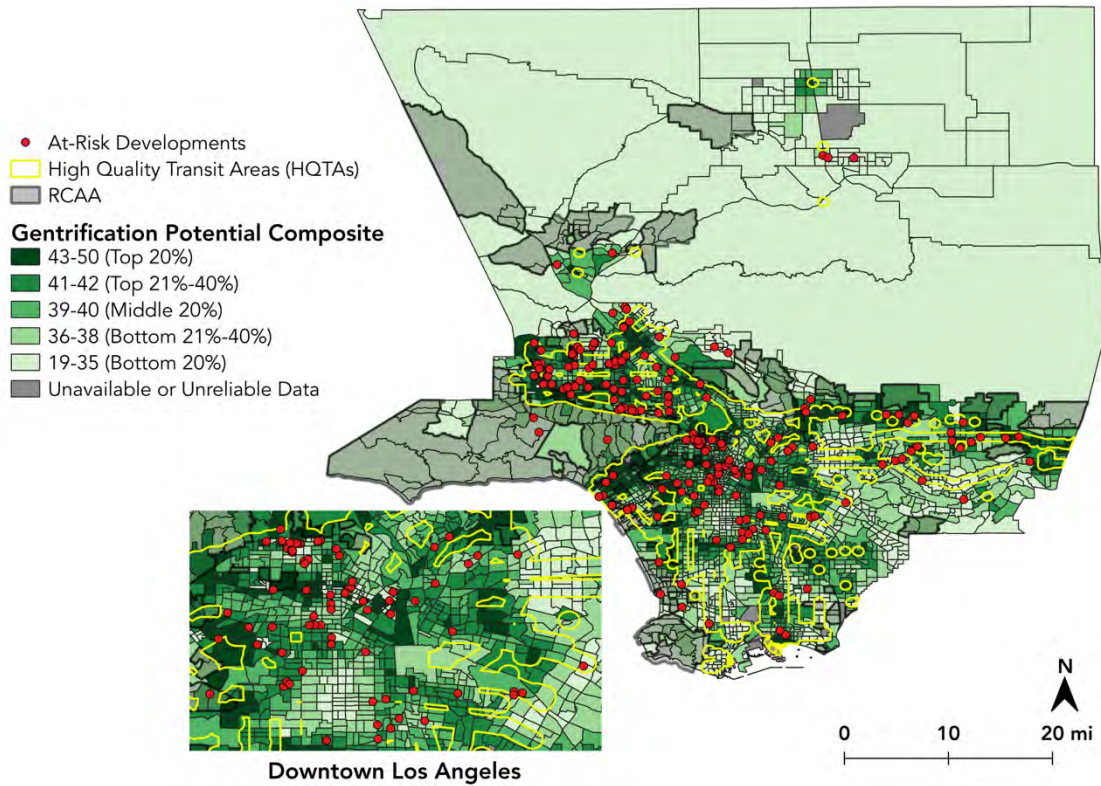 At-Risk Developments
High Quality Transit Areas (HQTAs)
RCAA
Gentrification Potential Composite
43-50 (Top 20%)
41-42 (Top 21%-40%)
39-40 (Middle 20%)
36-38 (Bottom 21%-40%)
19-35 (Bottom 20%)
Unavailable or Unreliable Data
Downtown Los Angeles
N
0 10 20 mi